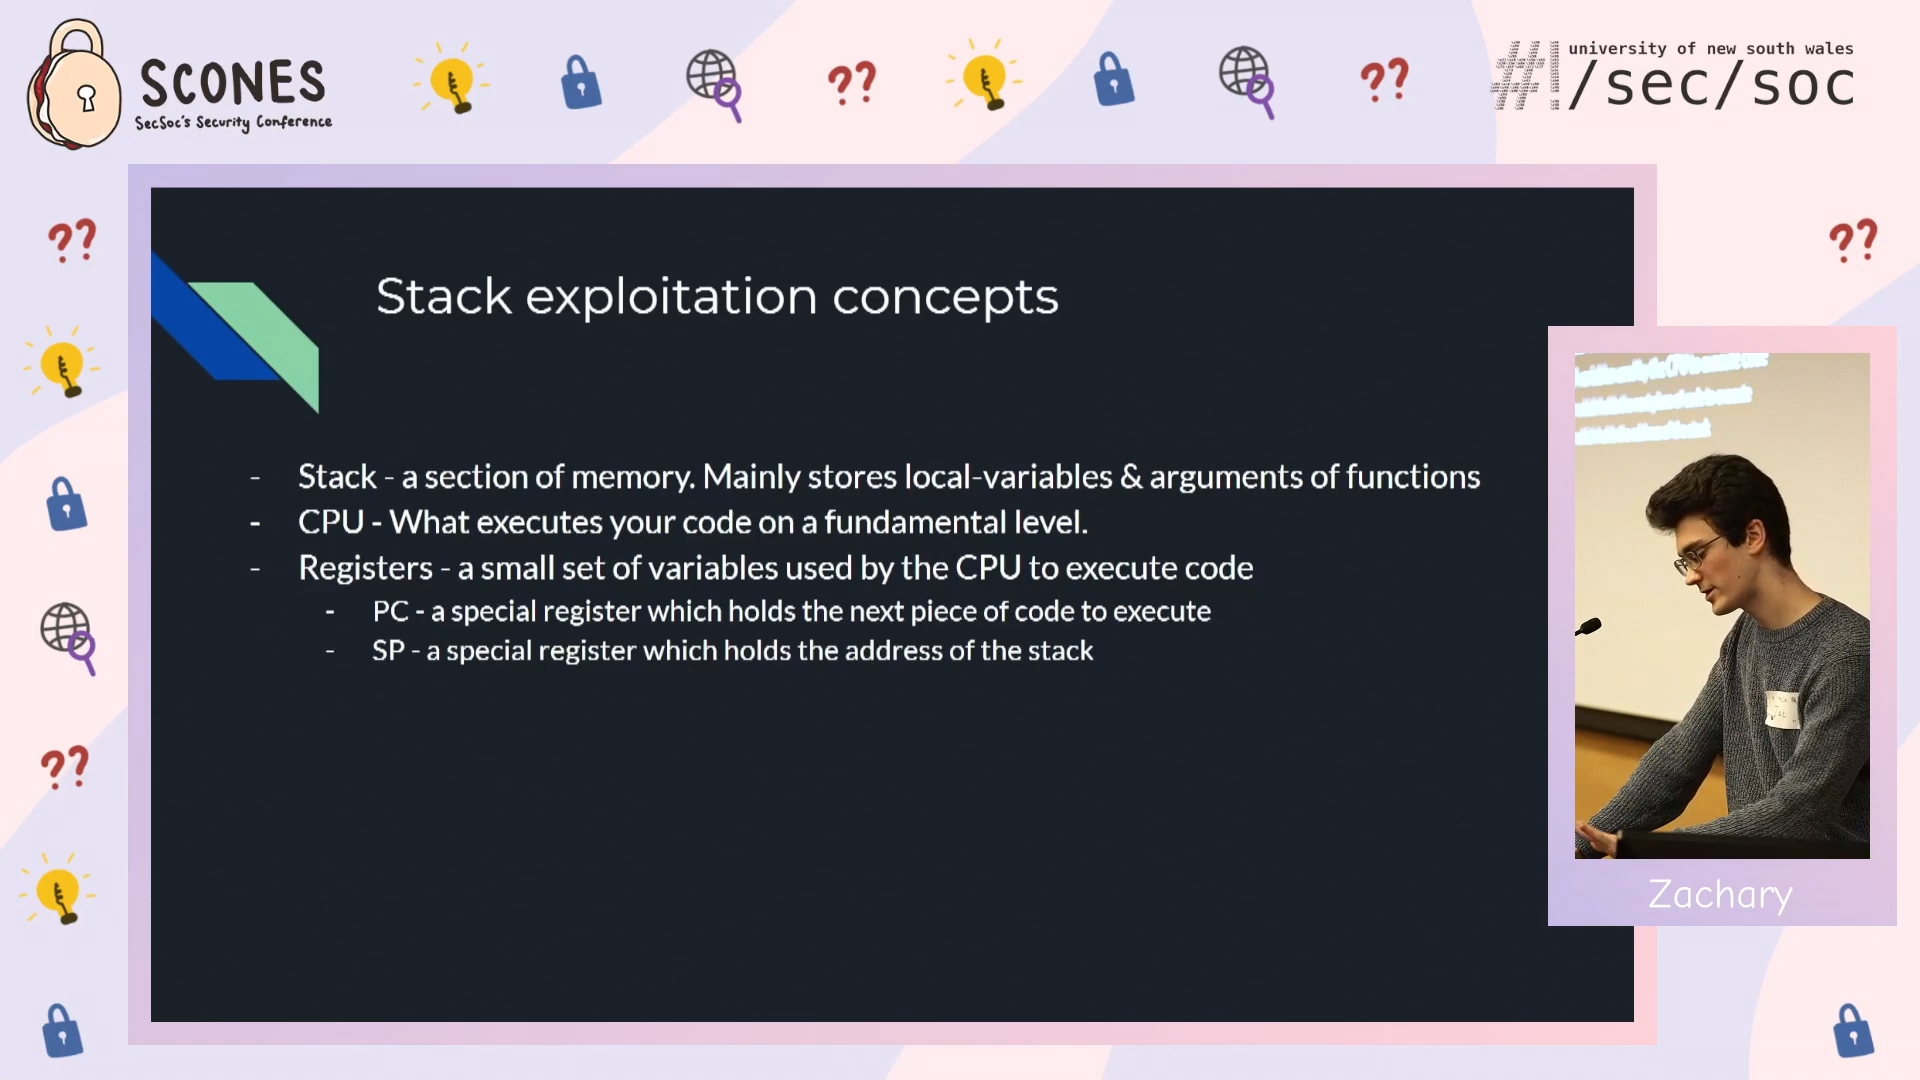 SCONES
SecSoc's Security Conference
??
??
university of new south wales
/sec/soc
??
??
Stack exploitation concepts
- Stack - a section of memory. Mainly stores local-variables & arguments of functions
- CPU - What executes your code on a fundamental level.
- Registers - a small set of variables used by the CPU to execute code
- PC - a special register which holds the next piece of code to execute
- SP - a special register which holds the address of the stack
??
Zachary